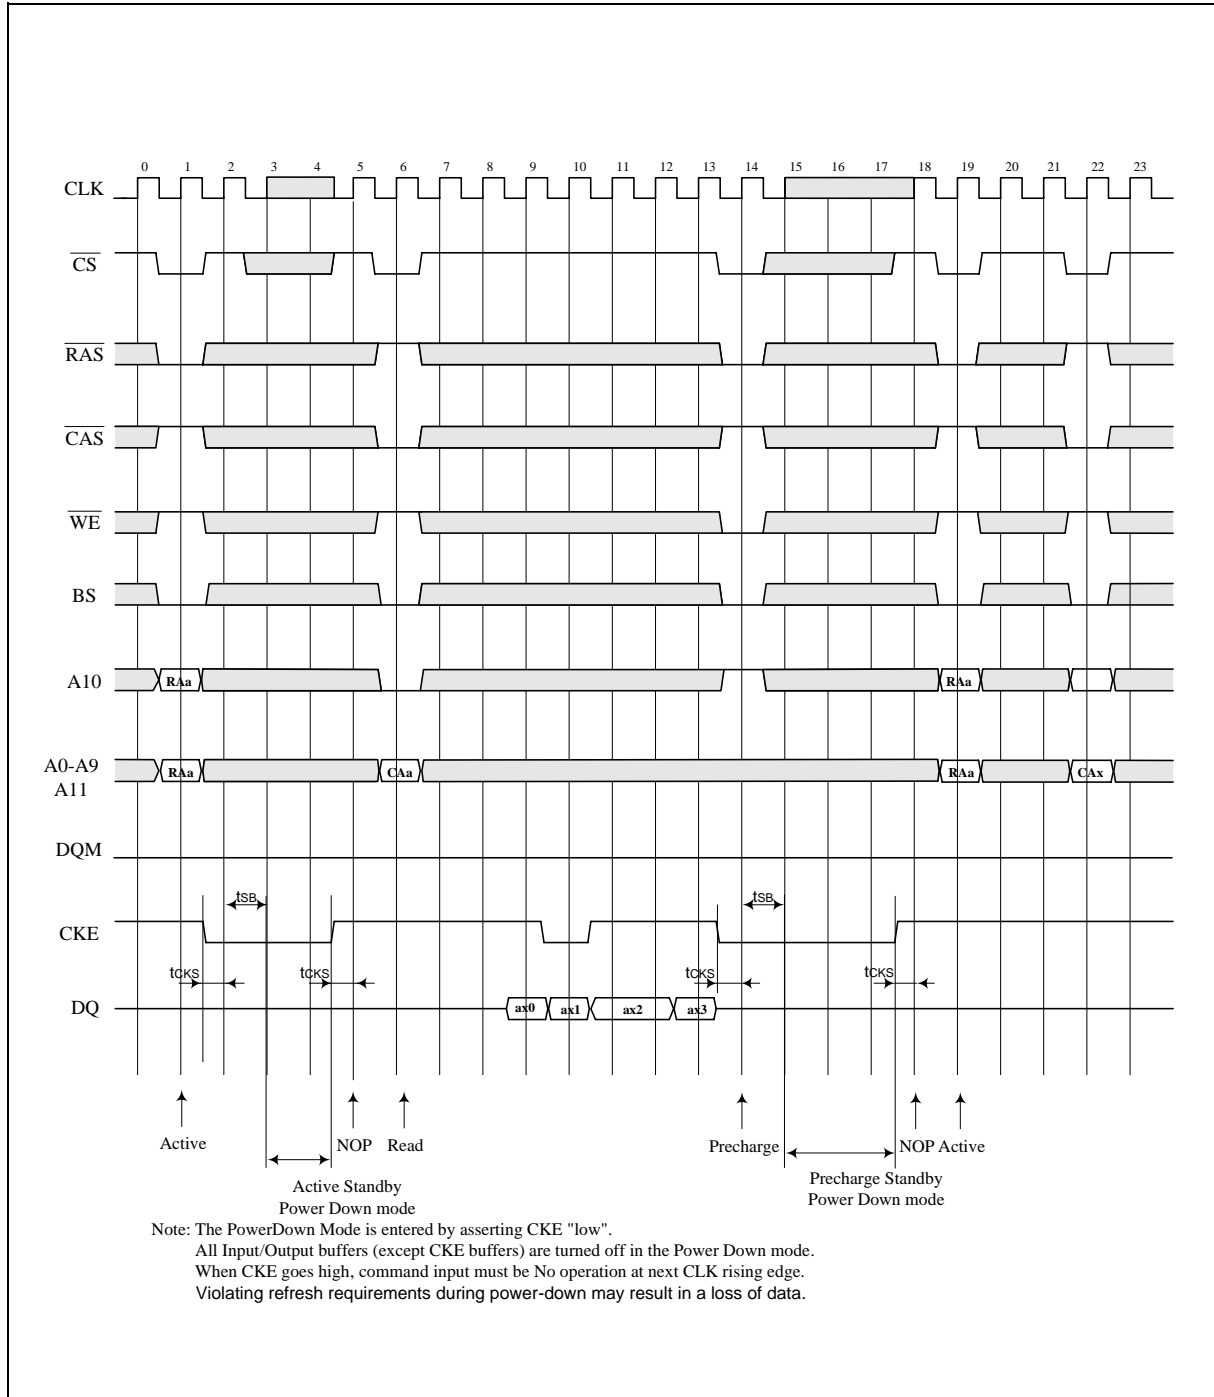 0 1 2 3 4 5 6 7 8 9 10 11 12 13 14 15 16 17 18 19 20 21 22 23
CLK
CS
RAS
CAS
WE
BS
A10 RAa RAa
A0-A9
A11
RAa CAa RAa CAx
DQM
tSB tSB
CKE
tCKS tCKS tCKS tCKS
DQ ax0 ax1 ax2 ax3
Active NOP Read Precharge NOP Active
Active Standby
Power Down mode
Precharge Standby
Power Down mode
Note: The PowerDown Mode is entered by asserting CKE "low".
All Input/Output buffers (except CKE buffers) are turned off in the Power Down mode.
When CKE goes high, command input must be No operation at next CLK rising edge.
Violating refresh requirements during power-down may result in a loss of data.